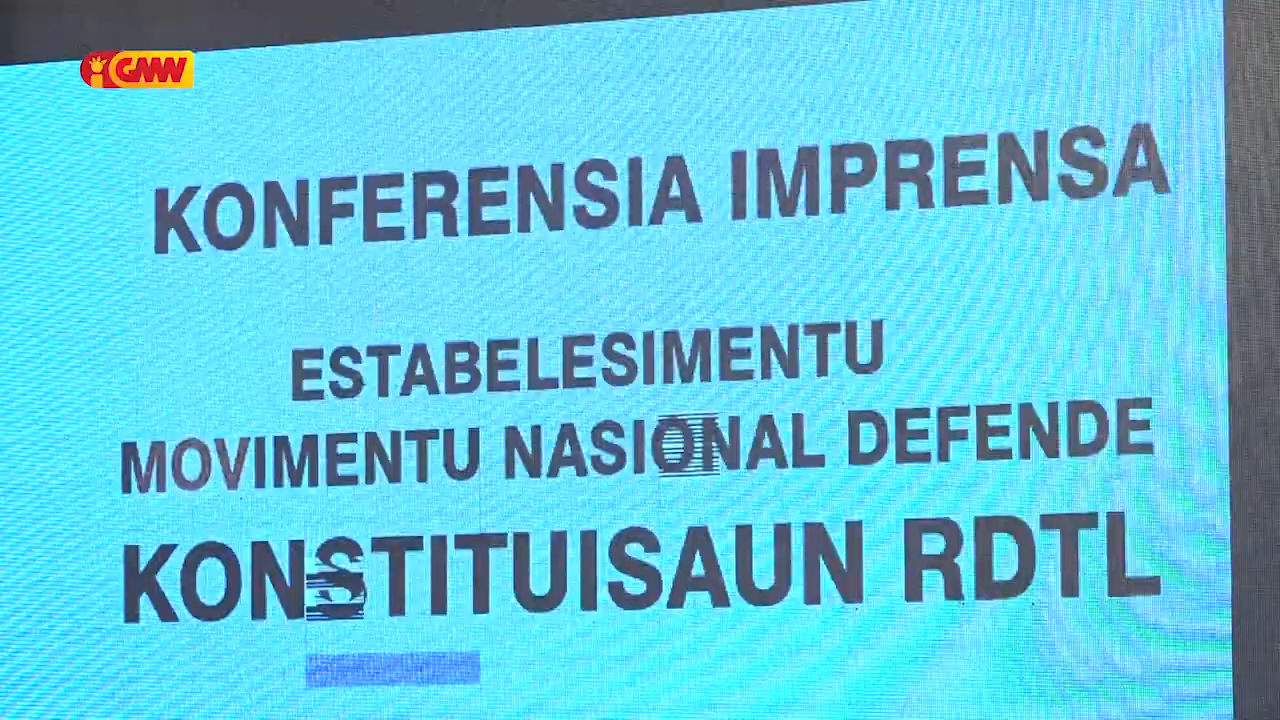 GMN
KONFERENSIA IMPRENSA
ESTABELESIMENTU
MOVIMENTU NASIONAL DEFENDE
KONSTITUISAUN RDTL